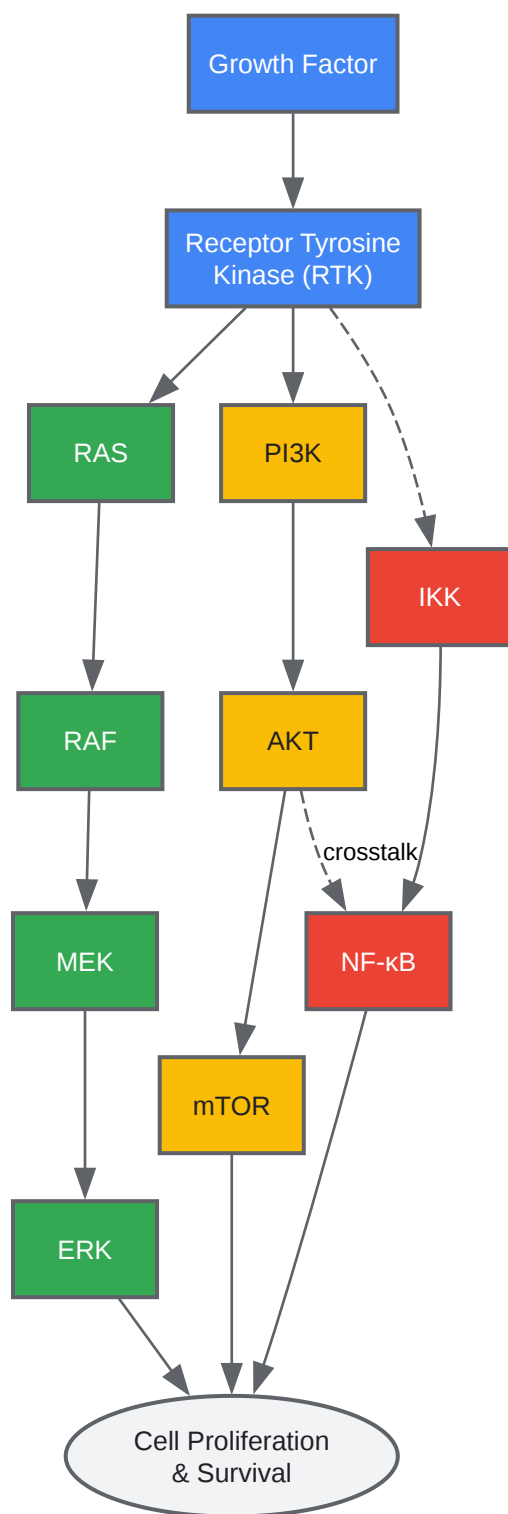 Growth Factor
Receptor Tyrosine
Kinase (RTK)
RAS
PI3K
IKK
RAF
AKT
crosstalk
MEK
NF-κB
mTOR
ERK
Cell Proliferation
& Survival